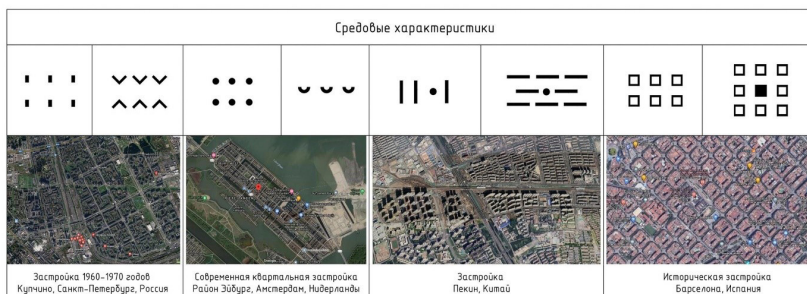 Средовые характеристики
Застройка 1960-1970 годов
Купчино, Санкт-Петербург, Россия
Современная квартальная застройка
Район Эйбург, Амстердам, Нидерланды
Застройка
Пекин, Китай
Историческая застройка
Барселона, Испания